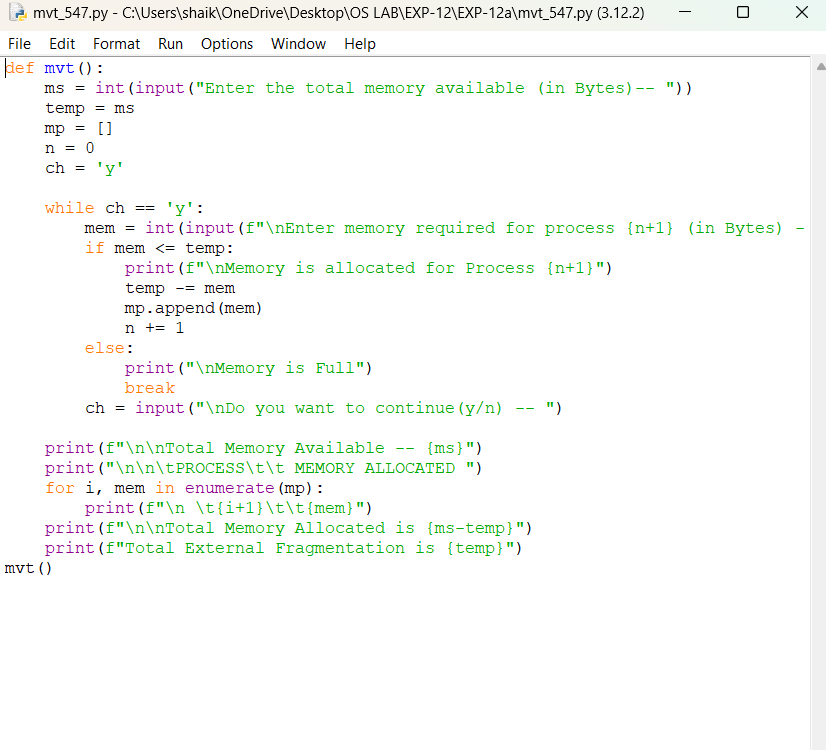 mvt_547.py - C:\Users\shaik\OneDrive\Desktop\OS LAB\EXP-12\EXP-12a\mvt_547.py (3.12.2)
File Edit Format Run Options Window Help
def mvt():
    ms = int(input("Enter the total memory available (in Bytes)-- "))
    temp = ms
    mp = []
    n = 0
    ch = 'y'

    while ch == 'y':
        mem = int(input(f"\nEnter memory required for process {n+1} (in Bytes) -
        if mem <= temp:
            print(f"\nMemory is allocated for Process {n+1}")
            temp -= mem
            mp.append(mem)
            n += 1
        else:
            print("\nMemory is Full")
            break
        ch = input("\nDo you want to continue(y/n) -- ")

    print(f"\n\nTotal Memory Available -- {ms}")
    print("\n\n\tPROCESS\t\t MEMORY ALLOCATED ")
    for i, mem in enumerate(mp):
        print(f"\n \t{i+1}\t\t{mem}")
    print(f"\n\nTotal Memory Allocated is {ms-temp}")
    print(f"Total External Fragmentation is {temp}")
mvt()